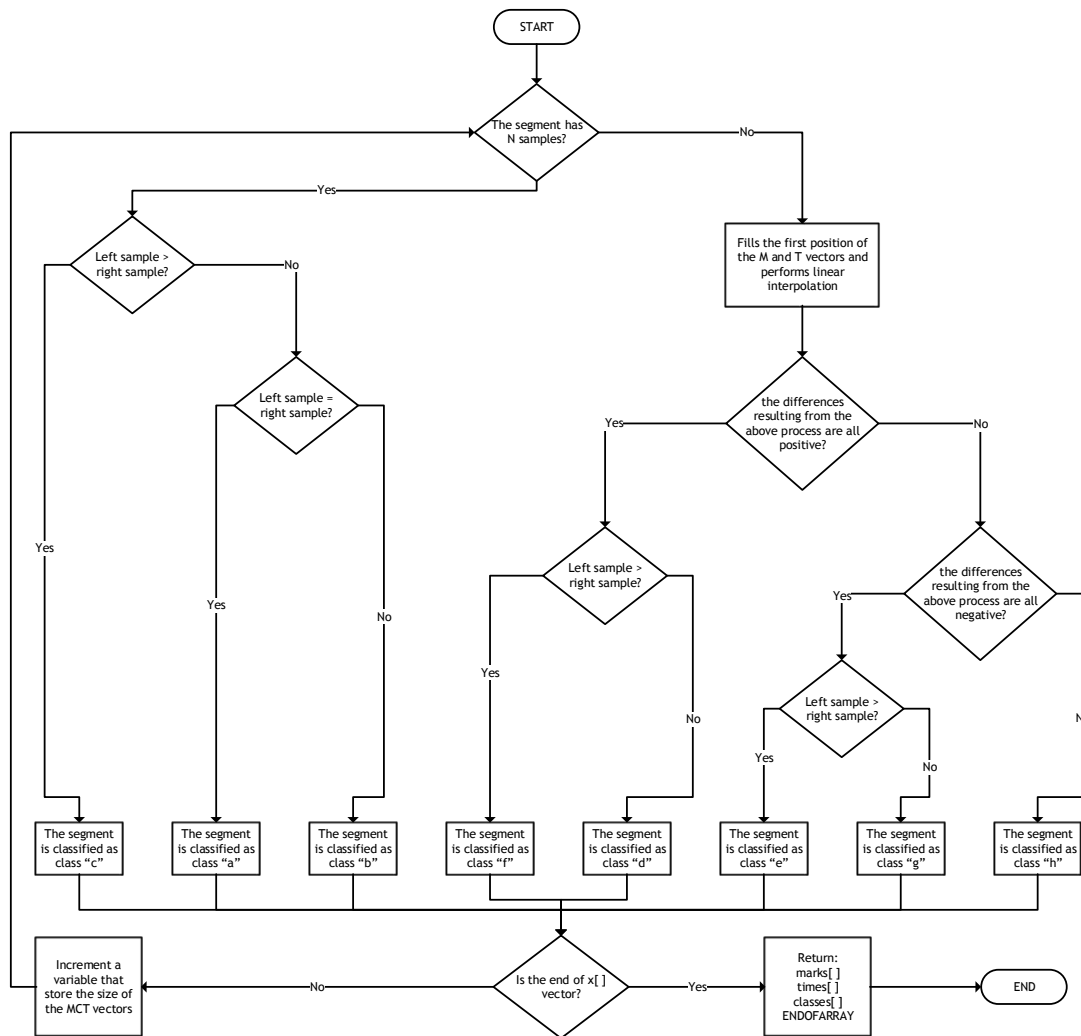 START
The segment has
N samples?
No
Yes
Left sample >
right sample?
No
Fills the first position of
the M and T vectors and
performs linear
interpolation
Left sample =
right sample?
the differences
resulting from the
above process are all
positive?
Yes
No
Yes
Left sample >
right sample?
the differences
resulting from the
above process are all
negative?
Yes
Yes
No
Yes
Left sample >
right sample?
No
Yes
No
The segment
is classified as
class “c”
The segment
is classified as
class “a”
The segment
is classified as
class “b”
The segment
is classified as
class “f”
The segment
is classified as
class “d”
The segment
is classified as
class “e”
The segment
is classified as
class “g”
The segment
is classified as
class “h”
Increment a
variable that
store the size of
the MCT vectors
No
Is the end of x[ ]
vector?
Yes
Return:
marks[ ]
times[ ]
classes[ ]
ENDOFARRAY
END